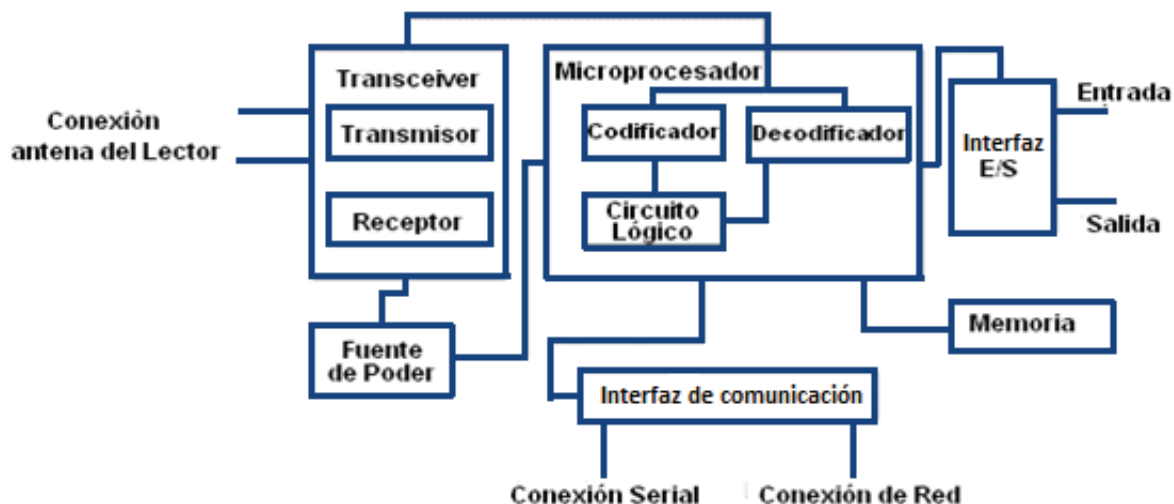 Transceiver
Transmisor
Receptor
Conexión
antena del Lector
Microprocesador
Codificador
Decodificador
Circuito
Lógico
Interfaz
E/S
Entrada
Salida
Fuente
de Poder
Memoria
Interfaz de comunicación
Conexión Serial
Conexión de Red